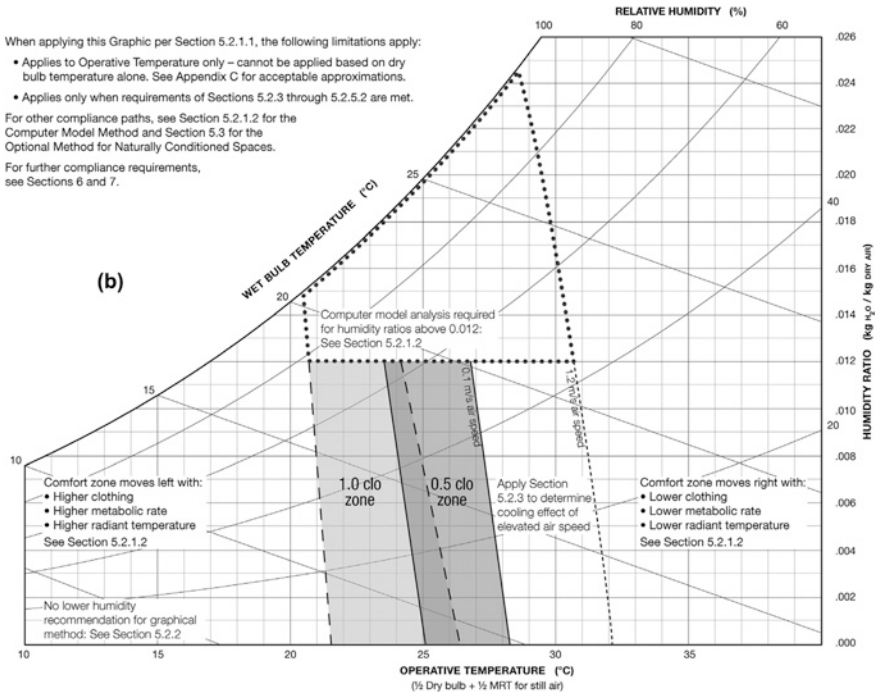 RELATIVE HUMIDITY (%)
100
80
60
When applying this Graphic per Section 5.2.1.1, the following limitations apply:
• Applies to Operative Temperature only – cannot be applied based on dry
bulb temperature alone. See Appendix C for acceptable approximations.
• Applies only when requirements of Sections 5.2.3 through 5.2.5.2 are met.
For other compliance paths, see Section 5.2.1.2 for the
Computer Model Method and Section 5.3 for the
Optional Method for Naturally Conditioned Spaces.
For further compliance requirements,
see Sections 6 and 7.
(b)
WET BULB TEMPERATURE (°C)
25
20
15
10
Computer model analysis required
for humidity ratios above 0.012:
See Section 5.2.1.2
0.1 m/s air speed
1.2 m/s air speed
1.0 clo
zone
0.5 clo
zone
Comfort zone moves left with:
• Higher clothing
• Higher metabolic rate
• Higher radiant temperature
See Section 5.2.1.2
Apply Section
5.2.3 to determine
cooling effect of
elevated air speed
Comfort zone moves right with:
• Lower clothing
• Lower metabolic rate
• Lower radiant temperature
See Section 5.2.1.2
No lower humidity
recommendation for graphical
method: See Section 5.2.2
40
20
.026
.024
.022
.020
.018
.016
.014
.012
.010
.008
.006
.004
.002
.000
HUMIDITY RATIO (kg H2O / kg DRY AIR)
10
15
20
25
30
35
OPERATIVE TEMPERATURE (°C)
(½ Dry bulb + ½ MRT for still air)